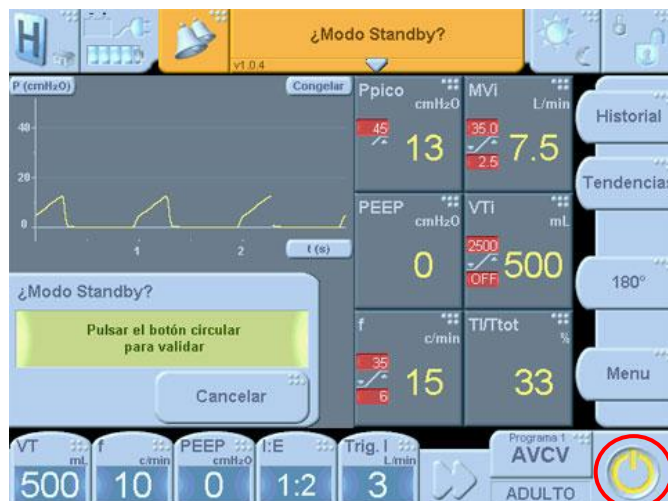 H
¿Modo Standby?
v1.0.4
P (cmH2O)
Congelar
40
20
0
1
2
t (s)
Ppico
cmH2O
45
13
MVi
L/min
35.0
2.5
7.5
Historial
Tendencias
PEEP
cmH2O
0
VTi
mL
2500
OFF
500
180°
¿Modo Standby?
Pulsar el botón circular
para validar
Cancelar
f
c/min
35
6
15
TI/Ttot
%
33
Menu
VT
mL
500
f
c/min
10
PEEP
cmH2O
0
I:E
1:2
Trig. I
L/min
3
Programa 1
AVCV
ADULTO